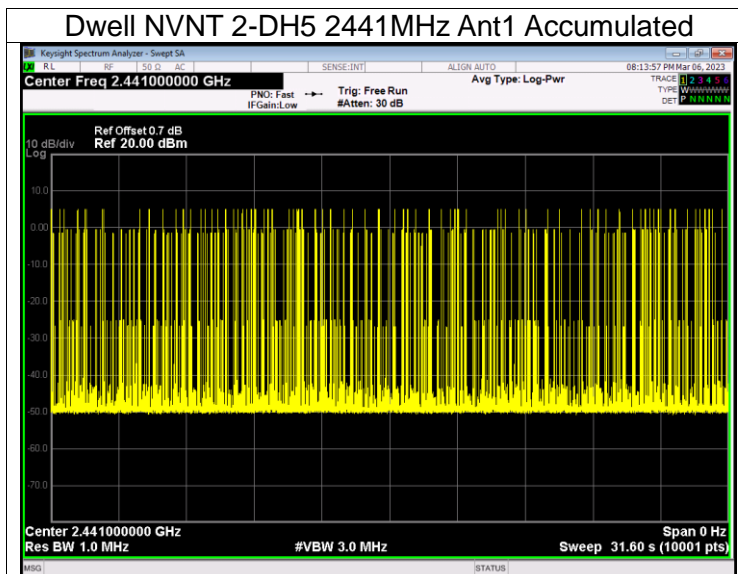 Dwell NVNT 2-DH5 2441MHz Ant1 Accumulated
Keysight Spectrum Analyzer - Swept SA
RL RF 50 Ω AC SENSE:INT ALIGN AUTO 08:13:57 PM Mar 06, 2023
Center Freq 2.441000000 GHz
Avg Type: Log-Pwr
TRACE 1 2 3 4 5 6
PNO: Fast Trig: Free Run
TYPE W
IFGain:Low #Atten: 30 dB
DET P N N N N N
Ref Offset 0.7 dB
10 dB/div Ref 20.00 dBm
Log
10.0
0.00
-10.0
-20.0
-30.0
-40.0
-50.0
-60.0
-70.0
Center 2.441000000 GHz Span 0 Hz
Res BW 1.0 MHz #VBW 3.0 MHz Sweep 31.60 s (10001 pts)
MSG STATUS